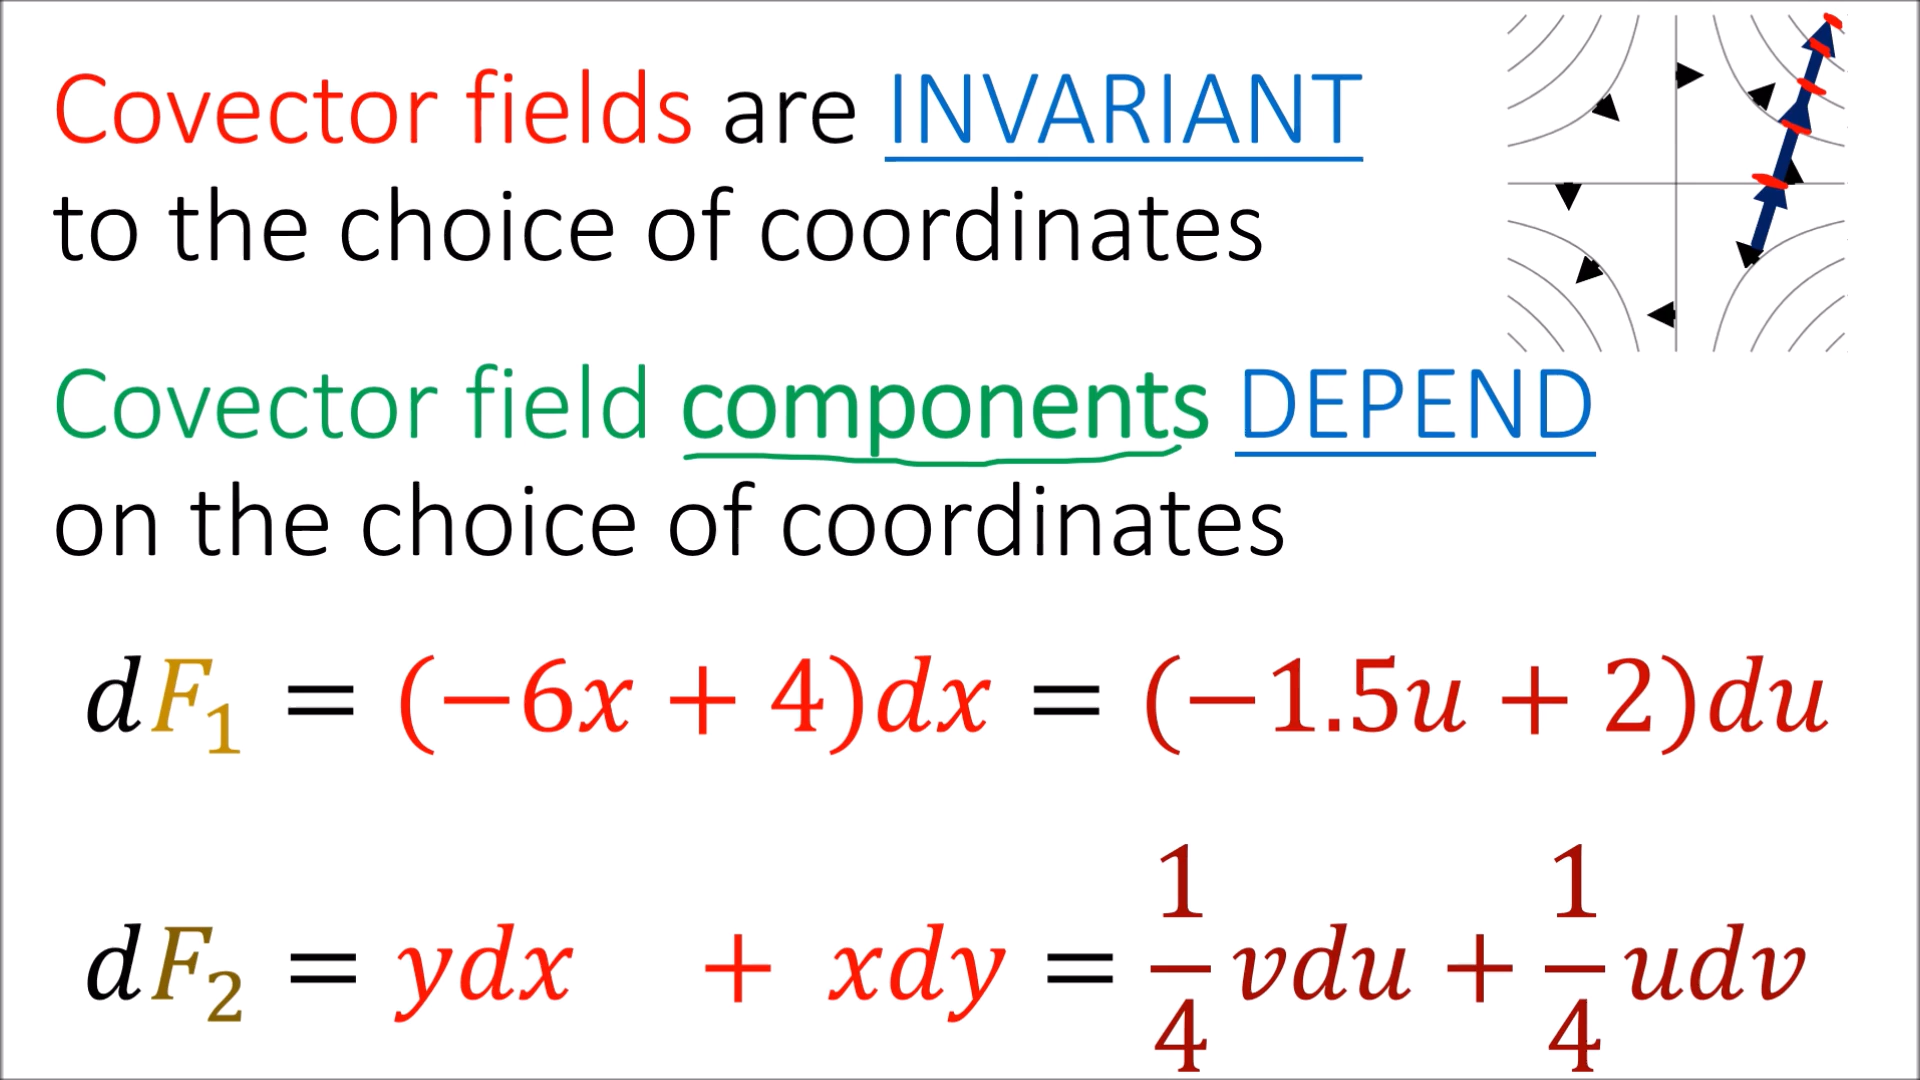 Covector fields are INVARIANT
to the choice of coordinates
Covector field components DEPEND
on the choice of coordinates
dF₁ = (−6x + 4)dx = (−1.5u + 2)du
dF₂ = ydx + xdy = 1/4 vdu + 1/4 udv